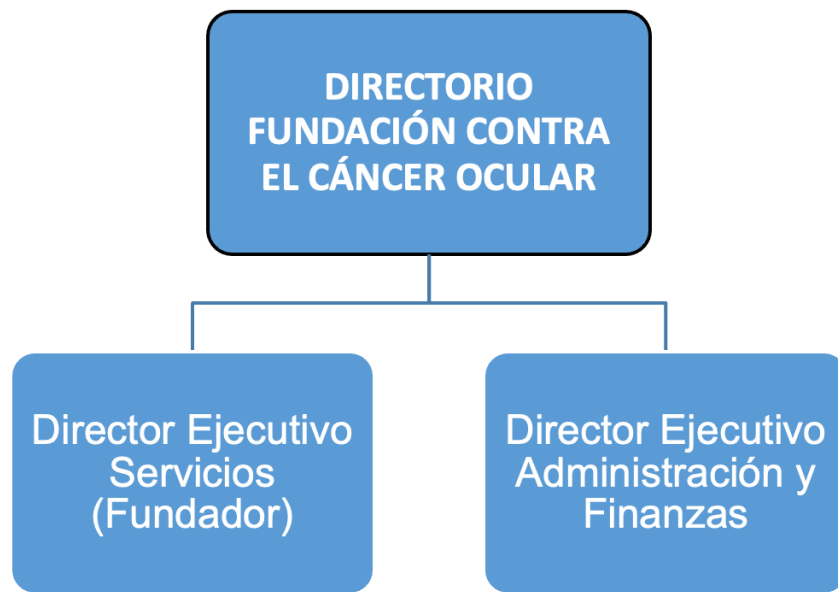 DIRECTORIO
FUNDACIÓN CONTRA
EL CÁNCER OCULAR
Director Ejecutivo
Servicios
(Fundador)
Director Ejecutivo
Administración y
Finanzas